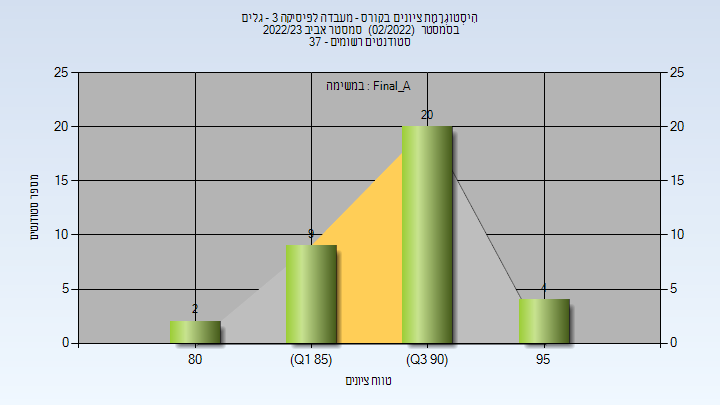 היסטוגרמת ציונים בקורס - מעבדה לפיסיקה 3 - גלים
בסמסטר (02/2022) סמסטר אביב 2022/23
סטודנטים רשומים - 37
במשימה : Final_A
25 25
20 20
15 15
10 10
5 5
0 0
2 9 20 4
80 (Q1 85) (Q3 90) 95
מספר סטודנטים
טווח ציונים